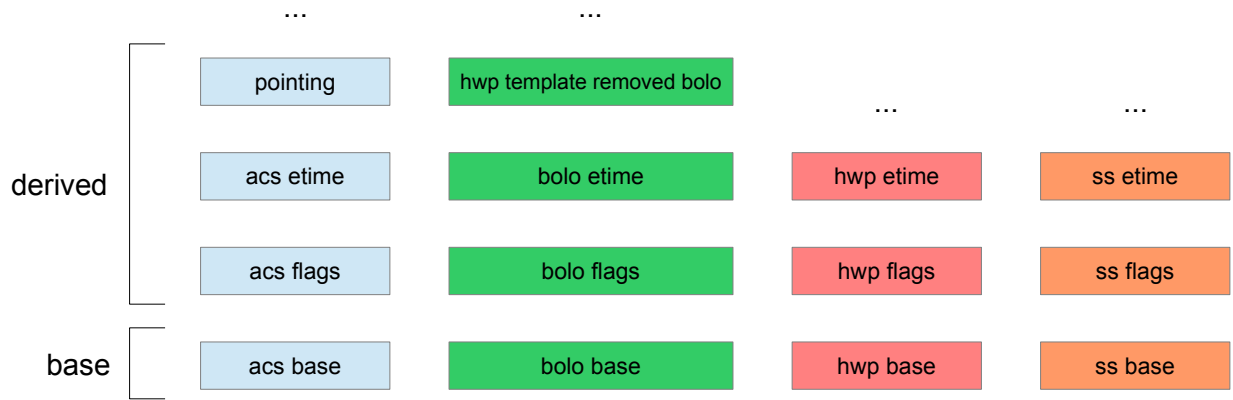 ... ...
pointing hwp template removed bolo
... ...
derived acs etime bolo etime hwp etime ss etime
acs flags bolo flags hwp flags ss flags
base acs base bolo base hwp base ss base